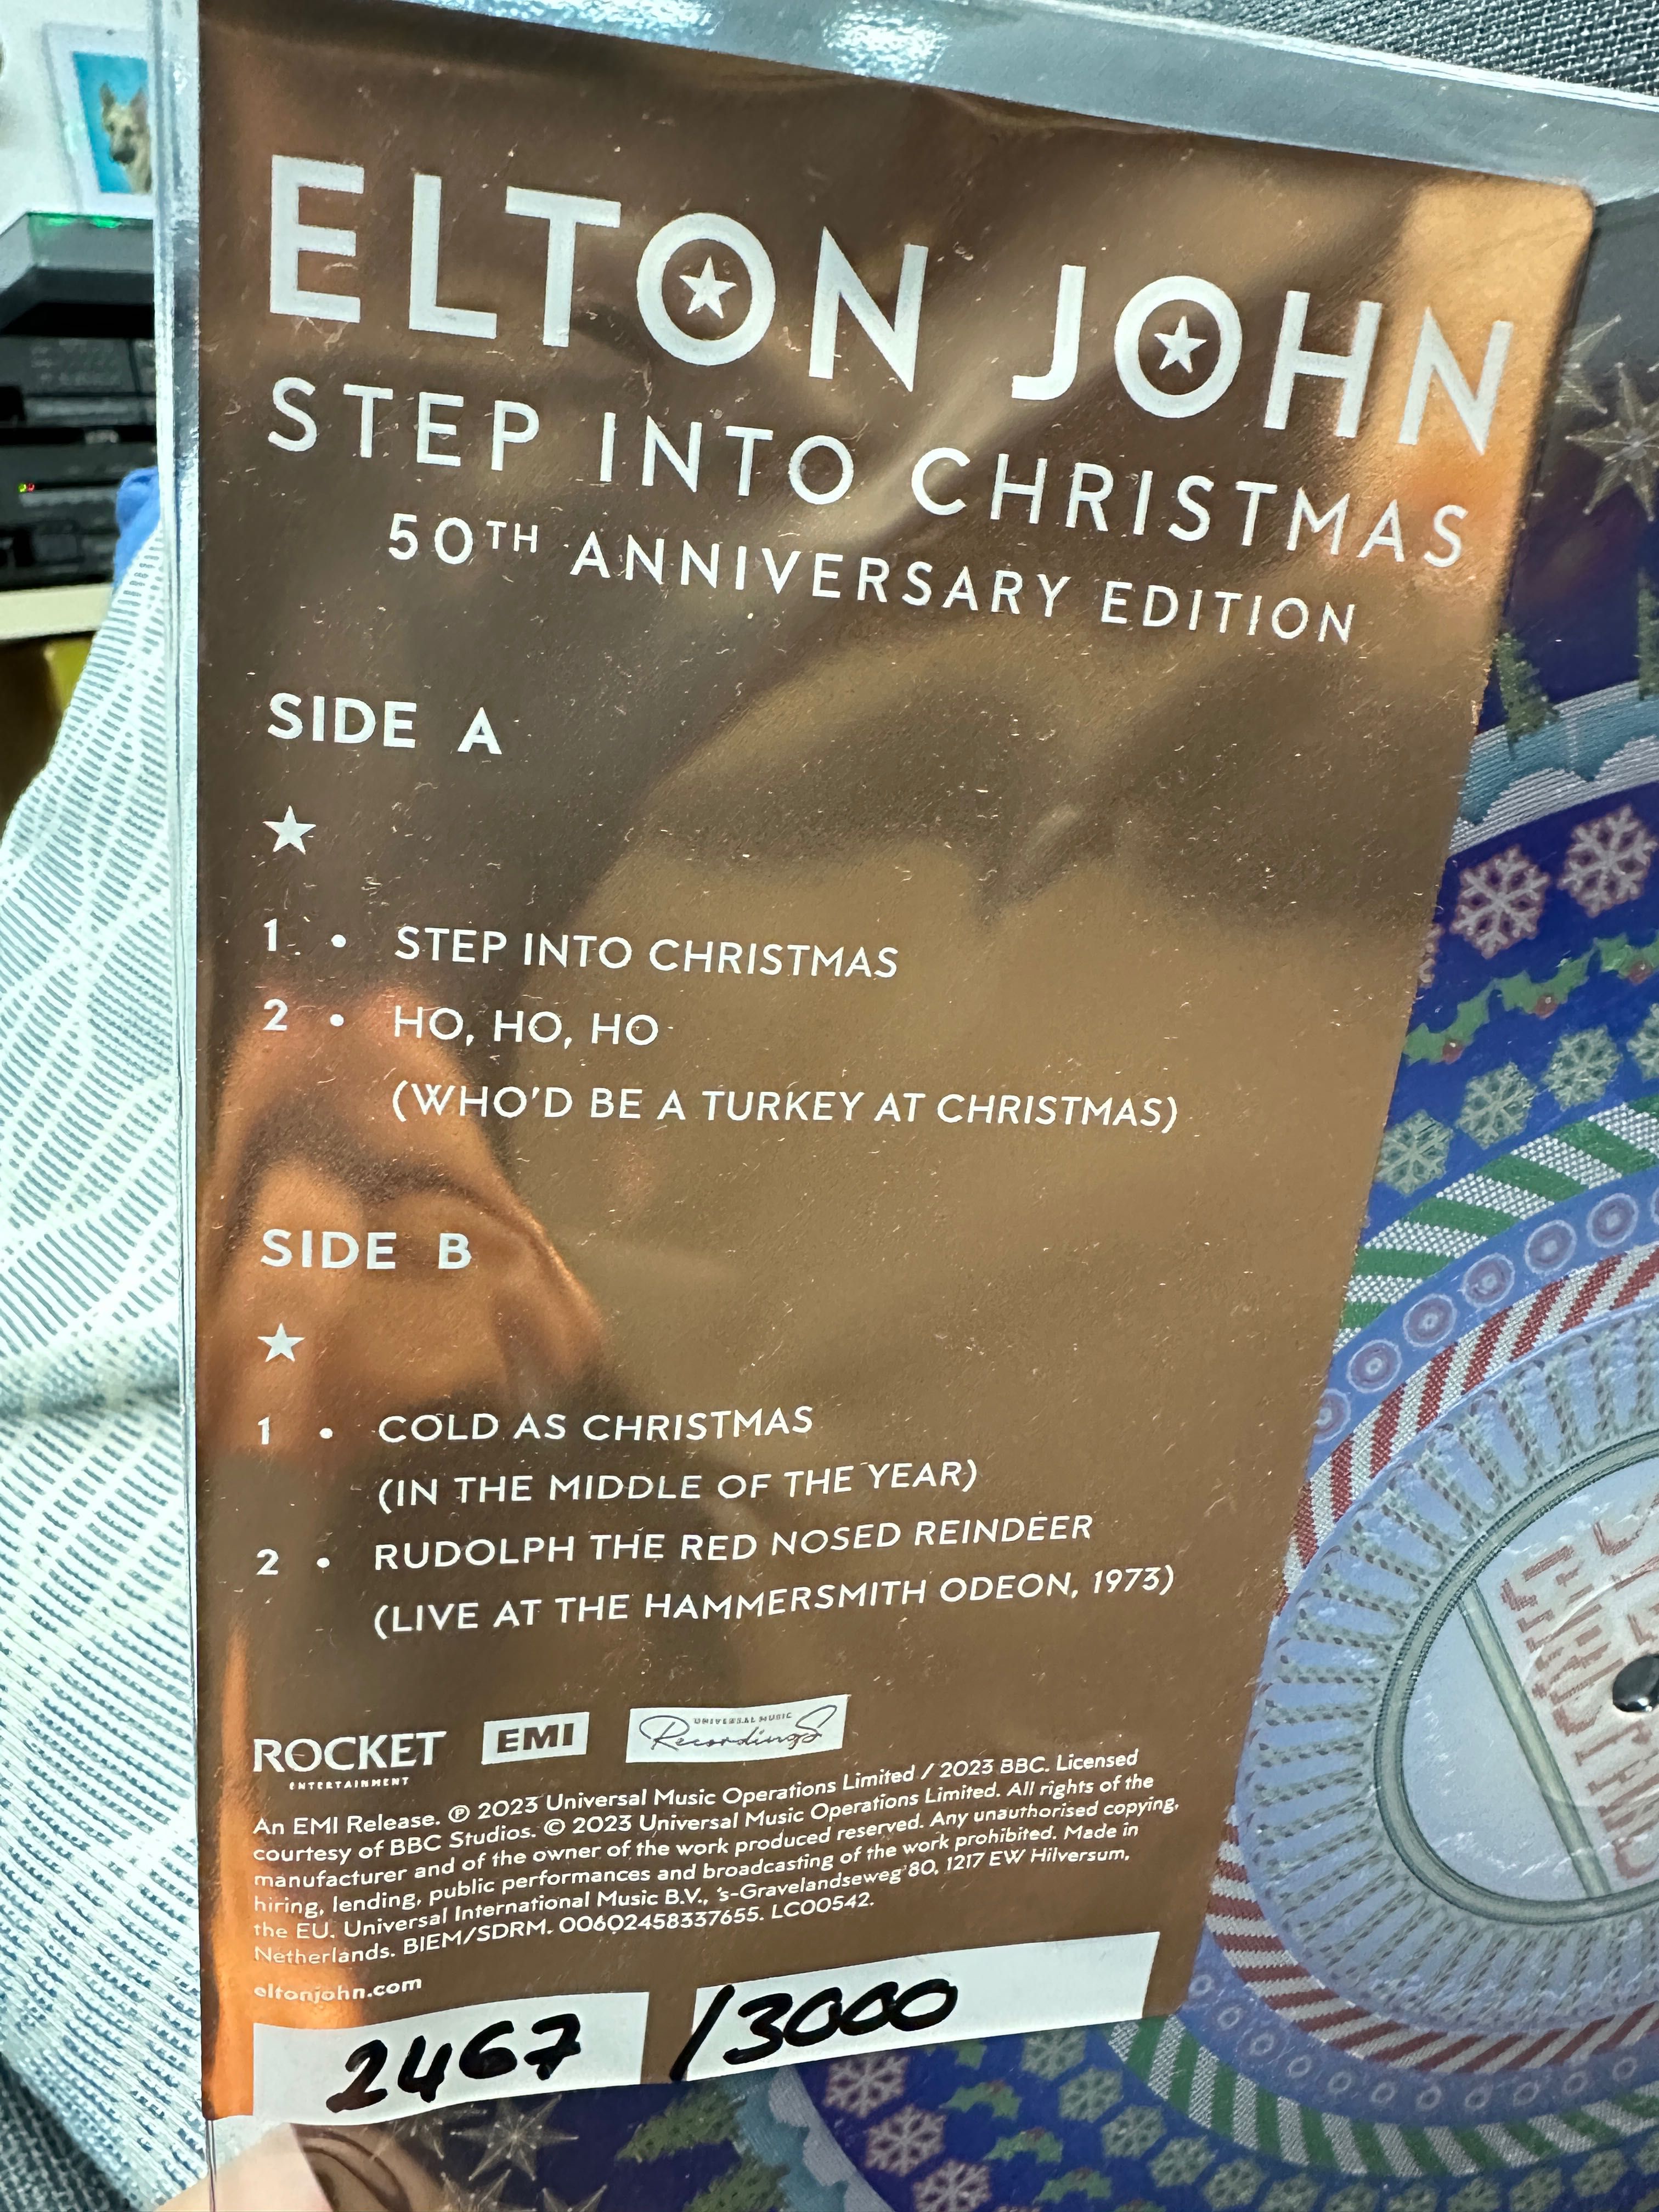 ELTON JOHN
STEP INTO CHRISTMAS
50TH ANNIVERSARY EDITION
SIDE A
1 • STEP INTO CHRISTMAS
2 • HO, HO, HO
(WHO'D BE A TURKEY AT CHRISTMAS)
SIDE B
1 • COLD AS CHRISTMAS
(IN THE MIDDLE OF THE YEAR)
2 • RUDOLPH THE RED NOSED REINDEER
(LIVE AT THE HAMMERSMITH ODEON, 1973)
ROCKET
ENTERTAINMENT
EMI
UNIVERSAL MUSIC
Recordings
An EMI Release. ℗ 2023 Universal Music Operations Limited / 2023 BBC. Licensed
courtesy of BBC Studios. © 2023 Universal Music Operations Limited. All rights of the
manufacturer and of the owner of the work produced reserved. Any unauthorised copying,
hiring, lending, public performances and broadcasting of the work prohibited. Made in
the EU. Universal International Music B.V., 's-Gravelandseweg 80, 1217 EW Hilversum,
Netherlands. BIEM/SDRM. 00602458337655. LC00542.
eltonjohn.com
2467 /3000